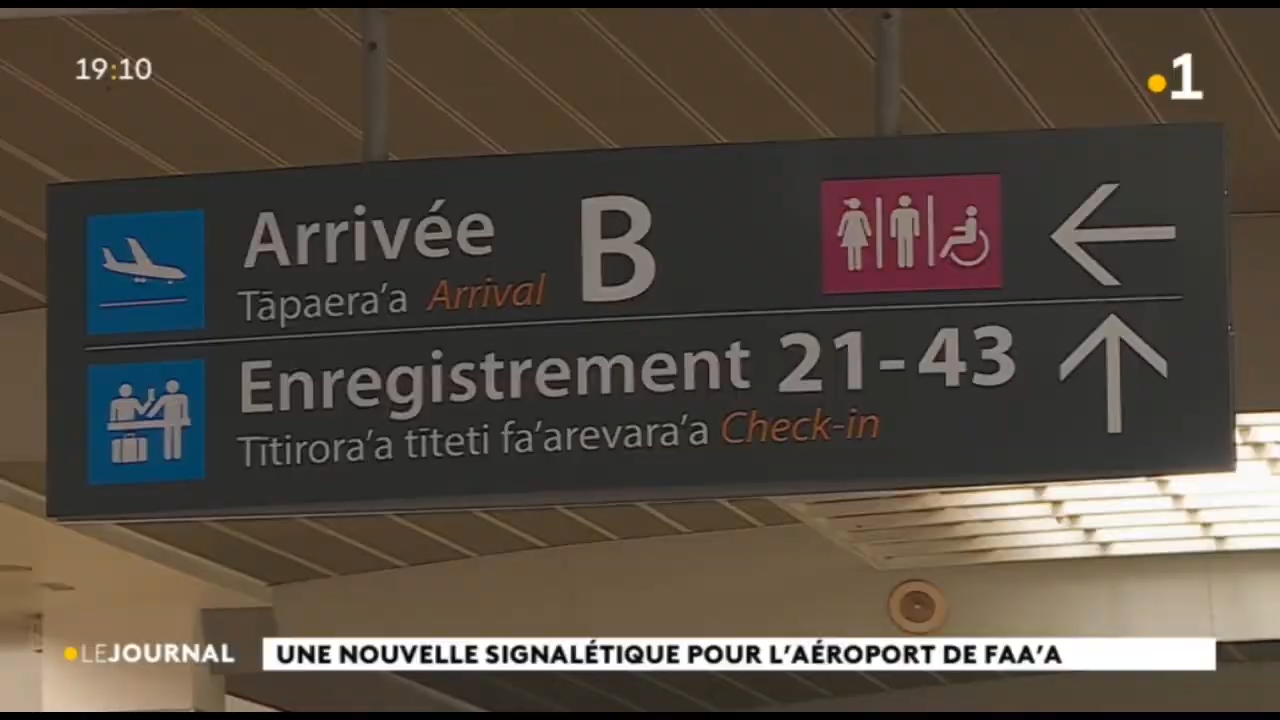 19:10
1
Arrivée B
Tāpaera'a Arrival
Enregistrement 21-43
Tītirora'a tīteti fa'arevara'a Check-in
LEJOURNAL
UNE NOUVELLE SIGNALÉTIQUE POUR L'AÉROPORT DE FAA'A